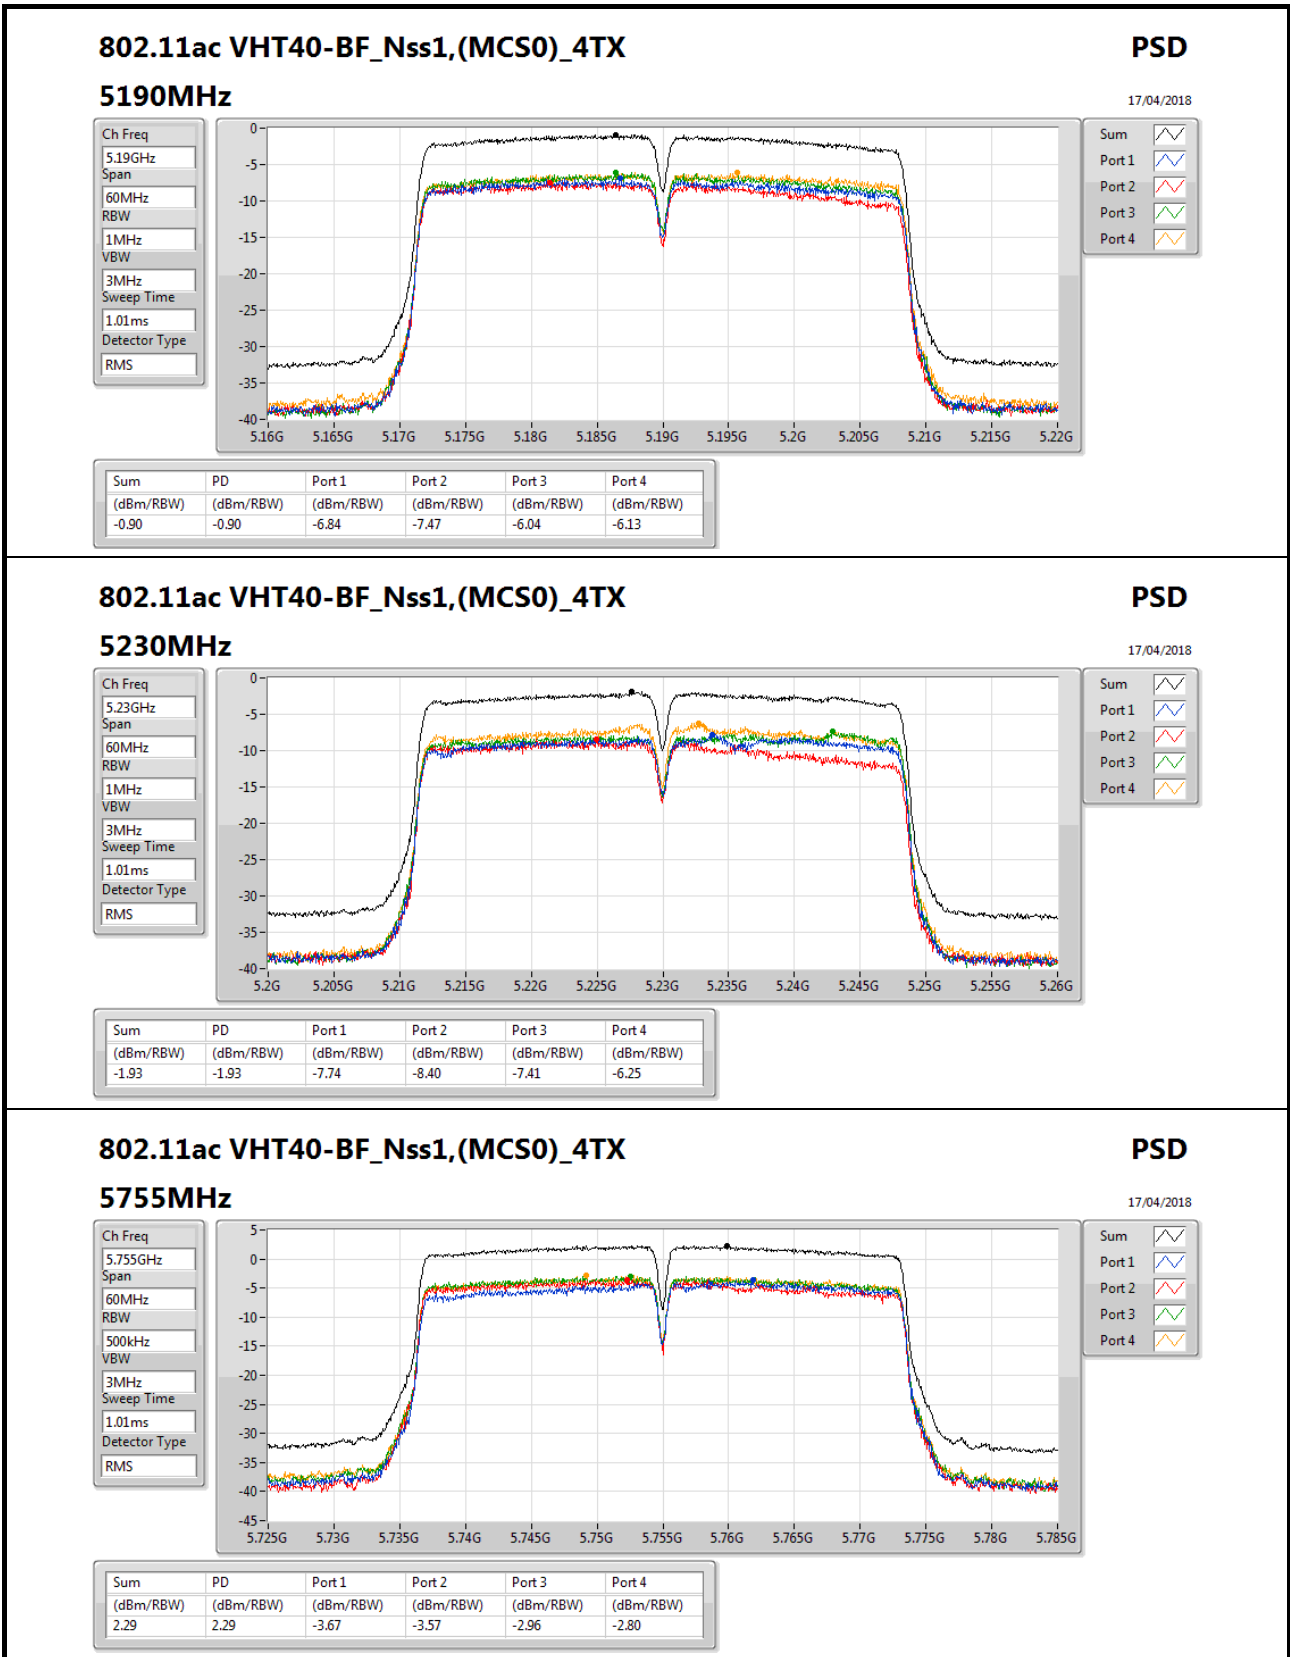 802.11ac VHT40-BF_Nss1,(MCS0)_4TX PSD
5190MHz
17/04/2018
Ch Freq
5.19GHz
Span
60MHz
RBW
1MHz
VBW
3MHz
Sweep Time
1.01ms
Detector Type
RMS
0
-5
-10
-15
-20
-25
-30
-35
-40
5.16G 5.165G 5.17G 5.175G 5.18G 5.185G 5.19G 5.195G 5.2G 5.205G 5.21G 5.215G 5.22G
Sum
Port 1
Port 2
Port 3
Port 4
Sum PD Port 1 Port 2 Port 3 Port 4
(dBm/RBW) (dBm/RBW) (dBm/RBW) (dBm/RBW) (dBm/RBW) (dBm/RBW)
-0.90 -0.90 -6.84 -7.47 -6.04 -6.13
802.11ac VHT40-BF_Nss1,(MCS0)_4TX PSD
5230MHz
17/04/2018
Ch Freq
5.23GHz
Span
60MHz
RBW
1MHz
VBW
3MHz
Sweep Time
1.01ms
Detector Type
RMS
0
-5
-10
-15
-20
-25
-30
-35
-40
5.2G 5.205G 5.21G 5.215G 5.22G 5.225G 5.23G 5.235G 5.24G 5.245G 5.25G 5.255G 5.26G
Sum
Port 1
Port 2
Port 3
Port 4
Sum PD Port 1 Port 2 Port 3 Port 4
(dBm/RBW) (dBm/RBW) (dBm/RBW) (dBm/RBW) (dBm/RBW) (dBm/RBW)
-1.93 -1.93 -7.74 -8.40 -7.41 -6.25
802.11ac VHT40-BF_Nss1,(MCS0)_4TX PSD
5755MHz
17/04/2018
Ch Freq
5.755GHz
Span
60MHz
RBW
500kHz
VBW
3MHz
Sweep Time
1.01ms
Detector Type
RMS
5
0
-5
-10
-15
-20
-25
-30
-35
-40
-45
5.725G 5.73G 5.735G 5.74G 5.745G 5.75G 5.755G 5.76G 5.765G 5.77G 5.775G 5.78G 5.785G
Sum
Port 1
Port 2
Port 3
Port 4
Sum PD Port 1 Port 2 Port 3 Port 4
(dBm/RBW) (dBm/RBW) (dBm/RBW) (dBm/RBW) (dBm/RBW) (dBm/RBW)
2.29 2.29 -3.67 -3.57 -2.96 -2.80